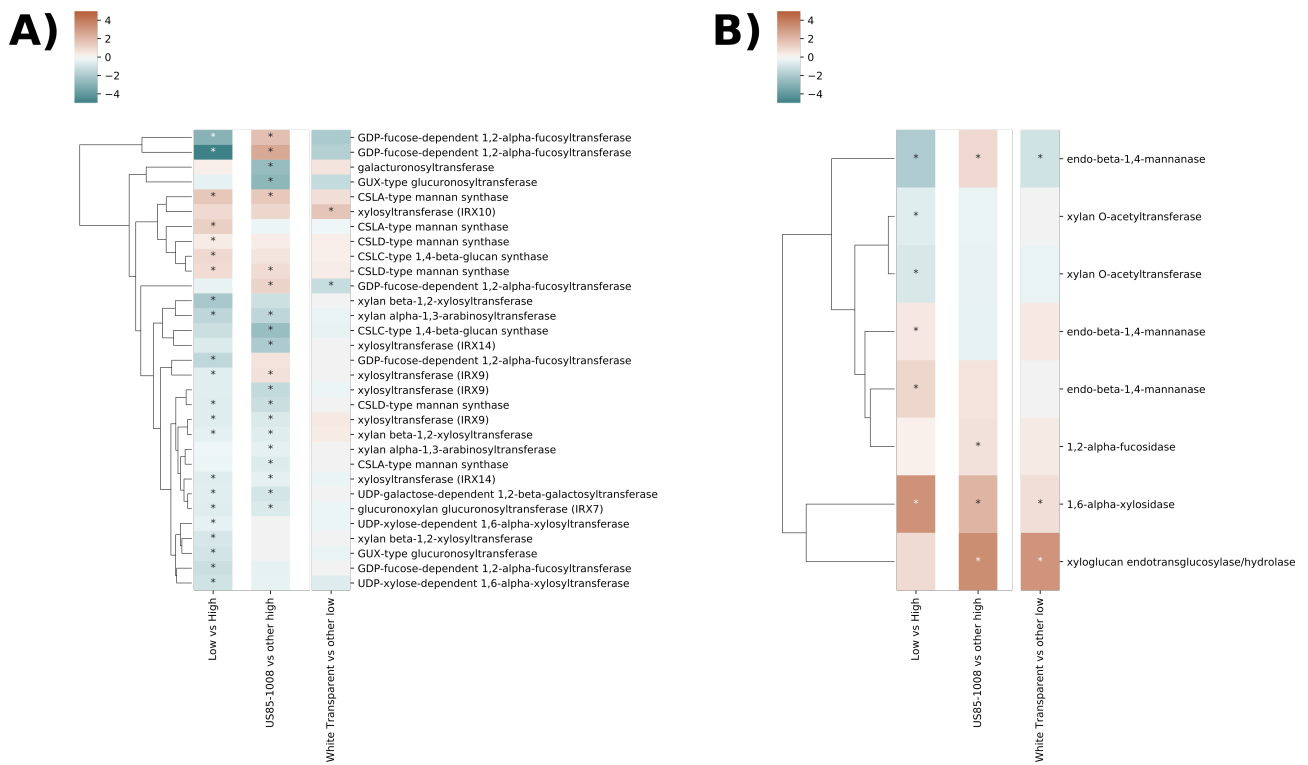 A)
4
2
0
−2
−4
*
*
GDP-fucose-dependent 1,2-alpha-fucosyltransferase
*
*
GDP-fucose-dependent 1,2-alpha-fucosyltransferase
*
galacturonosyltransferase
*
GUX-type glucuronosyltransferase
*
*
CSLA-type mannan synthase
*
xylosyltransferase (IRX10)
*
CSLA-type mannan synthase
*
CSLD-type mannan synthase
*
CSLC-type 1,4-beta-glucan synthase
*
*
CSLD-type mannan synthase
*
*
GDP-fucose-dependent 1,2-alpha-fucosyltransferase
*
xylan beta-1,2-xylosyltransferase
*
*
xylan alpha-1,3-arabinosyltransferase
*
CSLC-type 1,4-beta-glucan synthase
*
xylosyltransferase (IRX14)
*
GDP-fucose-dependent 1,2-alpha-fucosyltransferase
*
*
xylosyltransferase (IRX9)
*
xylosyltransferase (IRX9)
*
*
CSLD-type mannan synthase
*
*
xylosyltransferase (IRX9)
*
*
xylan beta-1,2-xylosyltransferase
*
xylan alpha-1,3-arabinosyltransferase
*
CSLA-type mannan synthase
*
*
xylosyltransferase (IRX14)
*
*
UDP-galactose-dependent 1,2-beta-galactosyltransferase
*
*
glucuronoxylan glucuronosyltransferase (IRX7)
*
UDP-xylose-dependent 1,6-alpha-xylosyltransferase
*
xylan beta-1,2-xylosyltransferase
*
GUX-type glucuronosyltransferase
*
GDP-fucose-dependent 1,2-alpha-fucosyltransferase
*
UDP-xylose-dependent 1,6-alpha-xylosyltransferase
Low vs High
US85-1008 vs other high
White Transparent vs other low
B)
4
2
0
−2
−4
*
*
*
endo-beta-1,4-mannanase
*
xylan O-acetyltransferase
*
xylan O-acetyltransferase
*
endo-beta-1,4-mannanase
*
endo-beta-1,4-mannanase
*
1,2-alpha-fucosidase
*
*
*
1,6-alpha-xylosidase
*
*
xyloglucan endotransglucosylase/hydrolase
Low vs High
US85-1008 vs other high
White Transparent vs other low